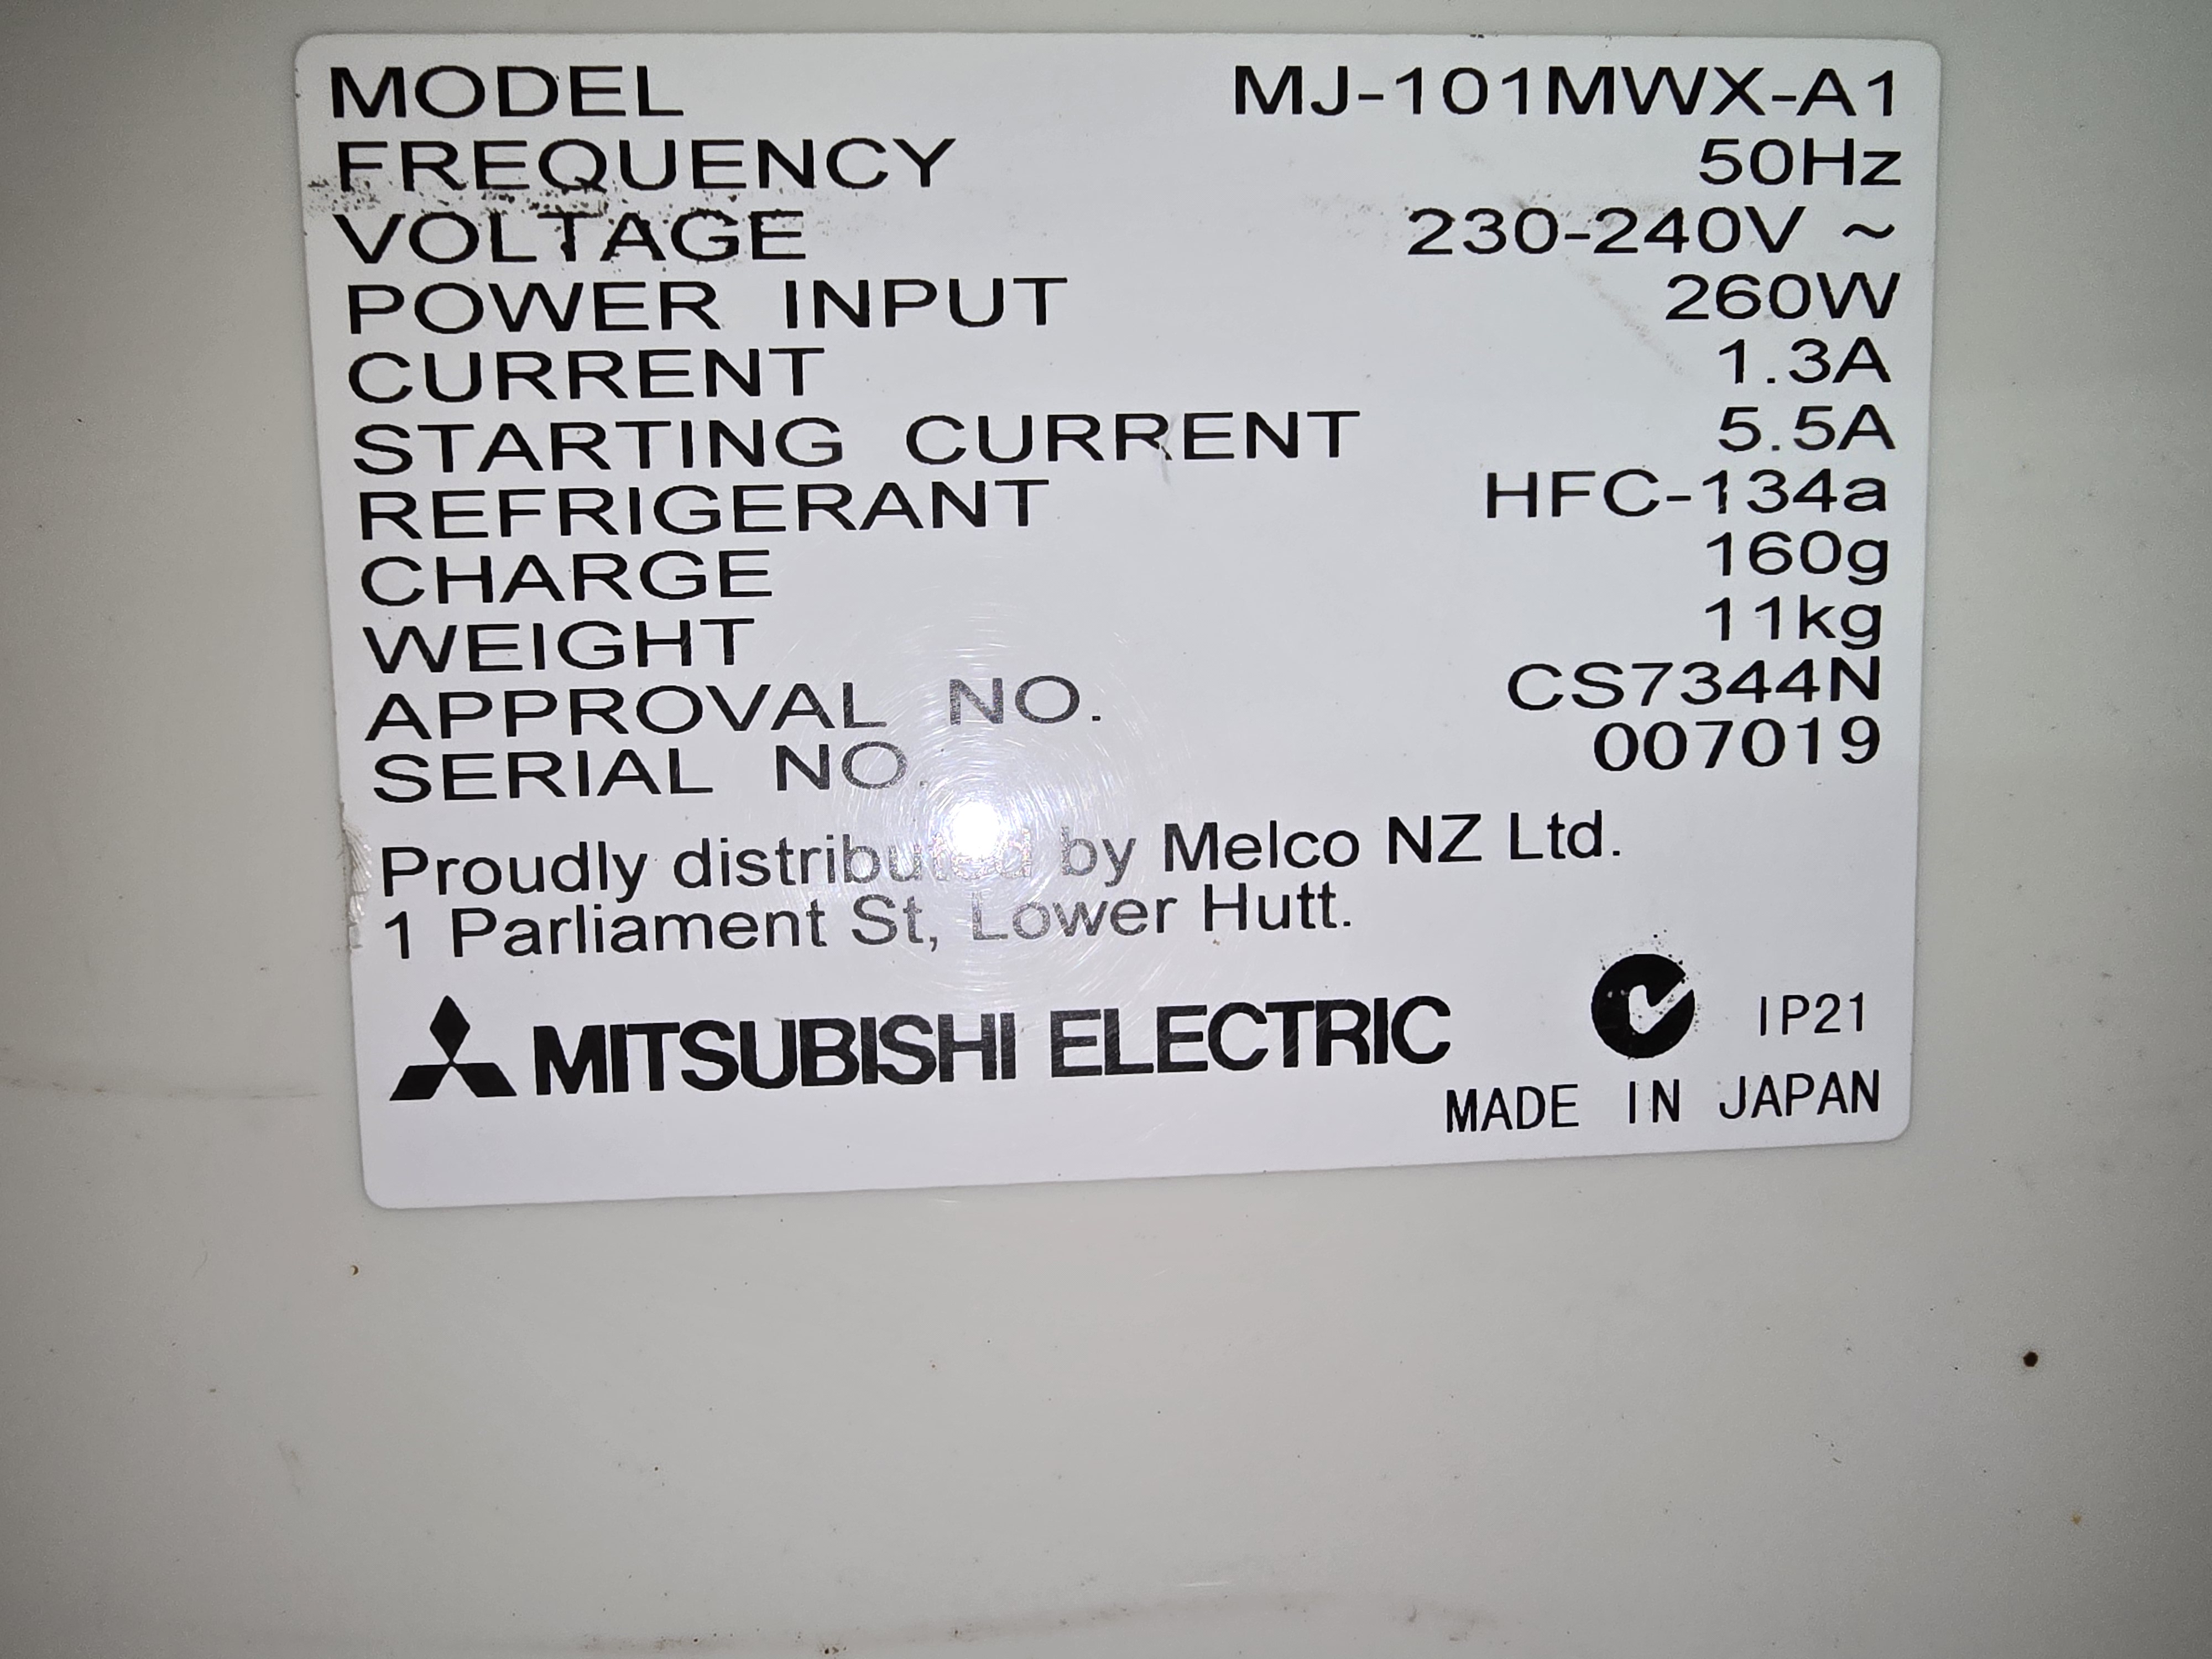 MODEL MJ-101MWX-A1
FREQUENCY 50Hz
VOLTAGE 230-240V ~
POWER INPUT 260W
CURRENT 1.3A
STARTING CURRENT 5.5A
REFRIGERANT HFC-134a
CHARGE 160g
WEIGHT 11kg
APPROVAL NO. CS7344N
SERIAL NO. 007019
Proudly distributed by Melco NZ Ltd.
1 Parliament St, Lower Hutt.
MITSUBISHI ELECTRIC IP21
MADE IN JAPAN